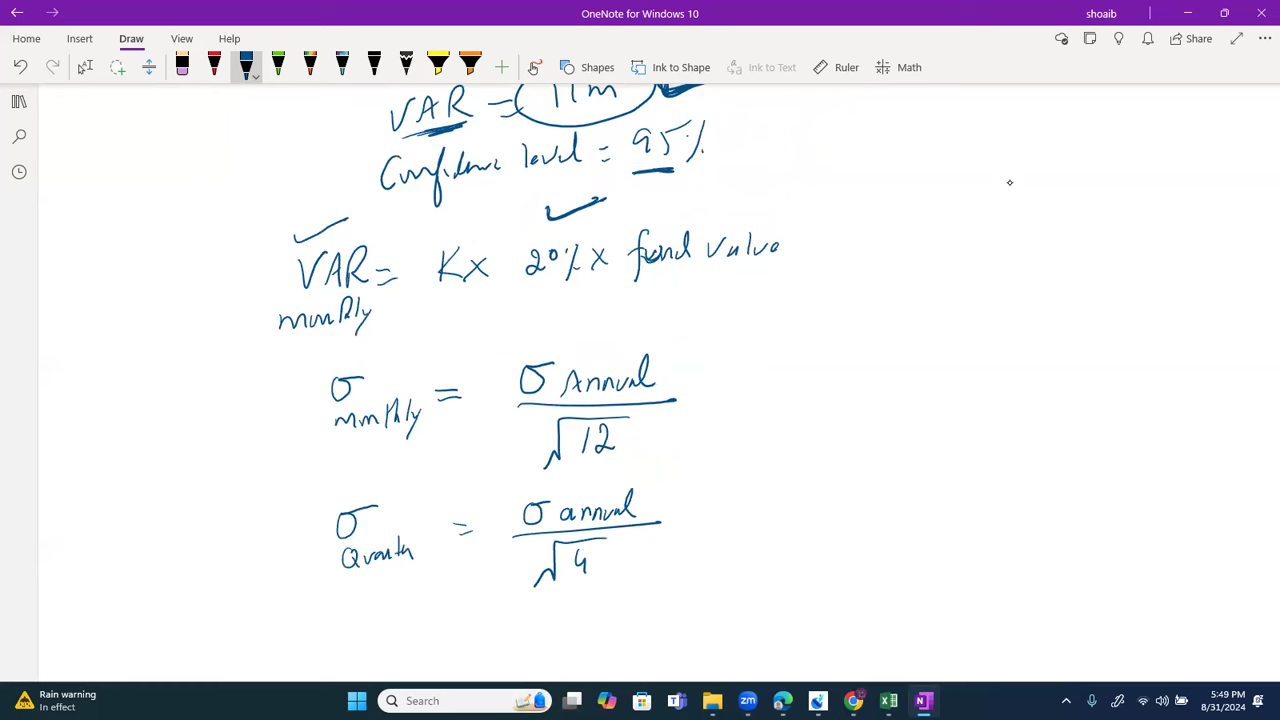 OneNote for Windows 10
shoaib
Home Insert Draw View Help
Share
Shapes Ink to Shape Ink to Text Ruler Math
VAR = 11m
Confidence level = 95%
VAR monthly = K x 20% x fund value
σ monthly = σ Annual / √12
σ = σ annual / √4
Rain warning
In effect
Search
5:49 PM
8/31/2024